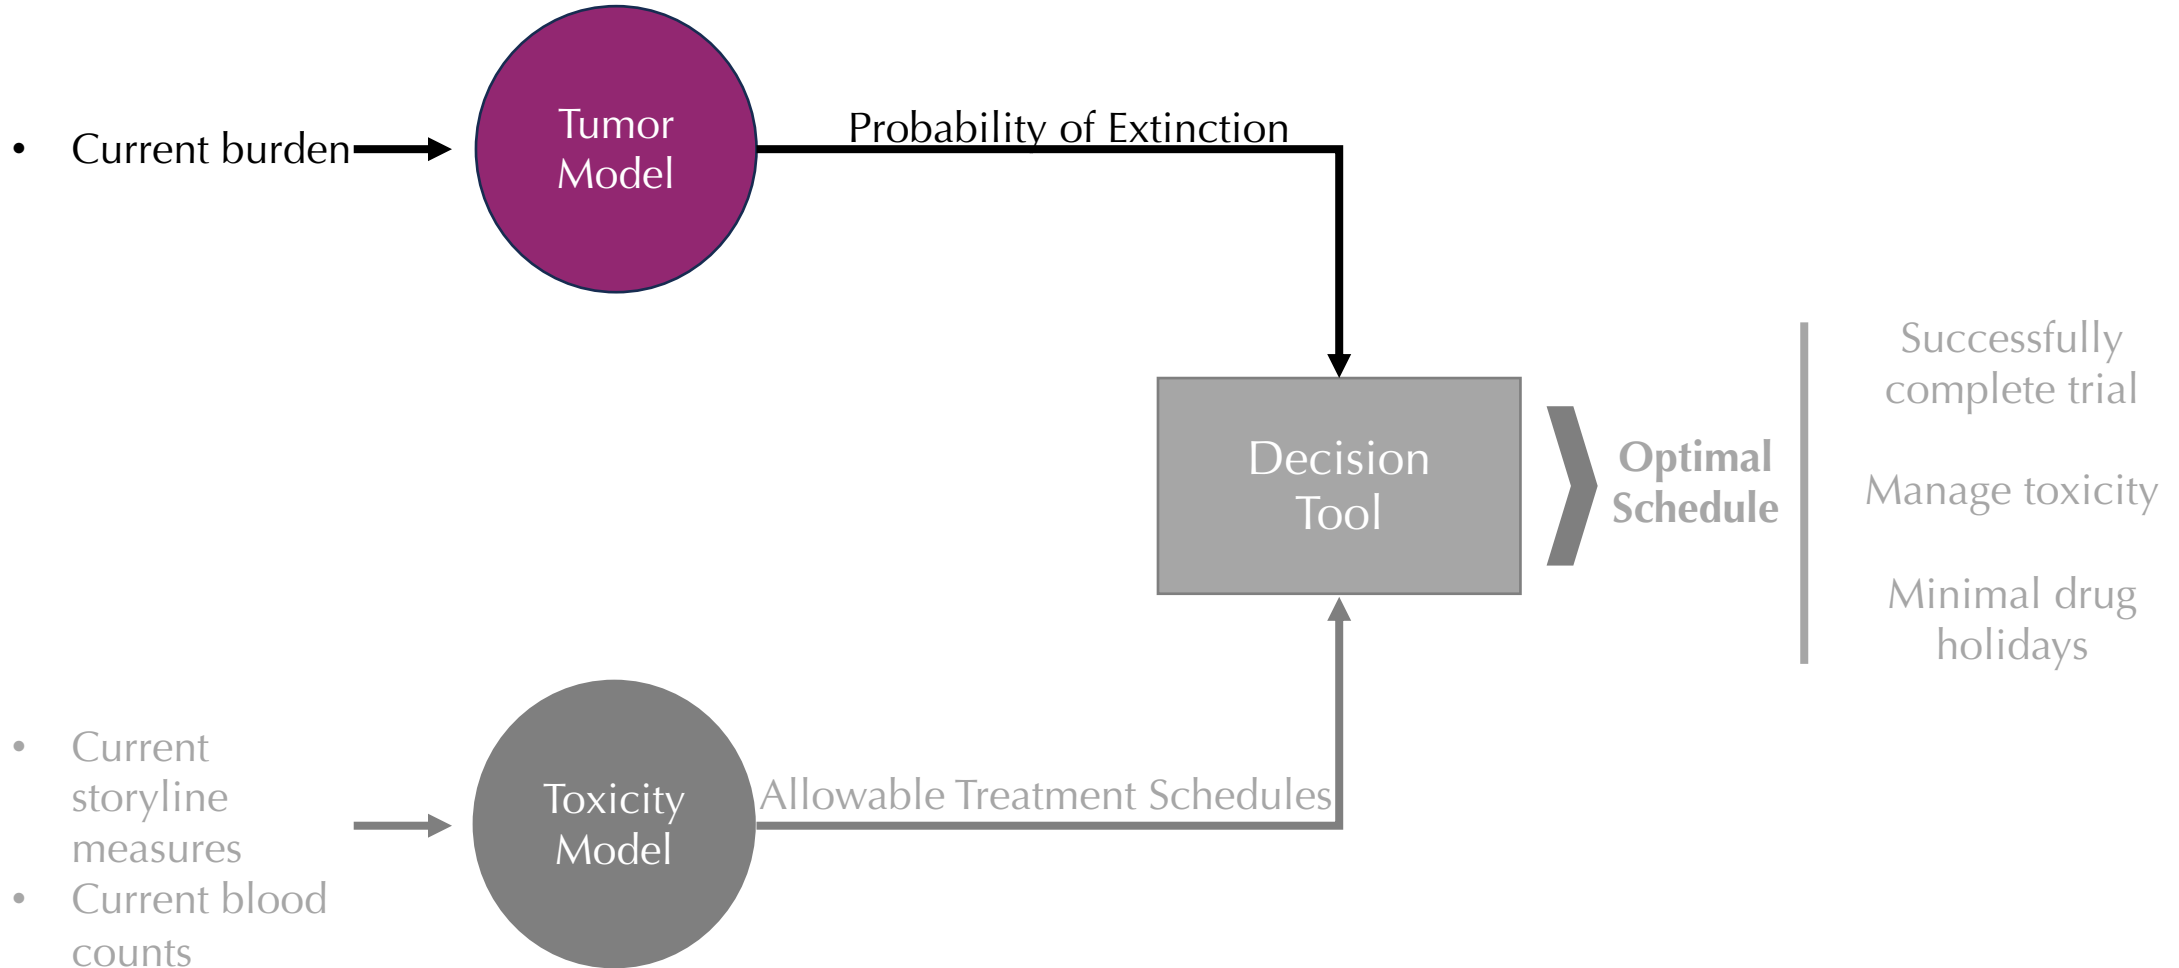 • Current burden
Tumor
Model
Probability of Extinction
Decision
Tool
Optimal
Schedule
Successfully
complete trial
Manage toxicity
Minimal drug
holidays
• Current
storyline
measures
• Current blood
counts
Toxicity
Model
Allowable Treatment Schedules